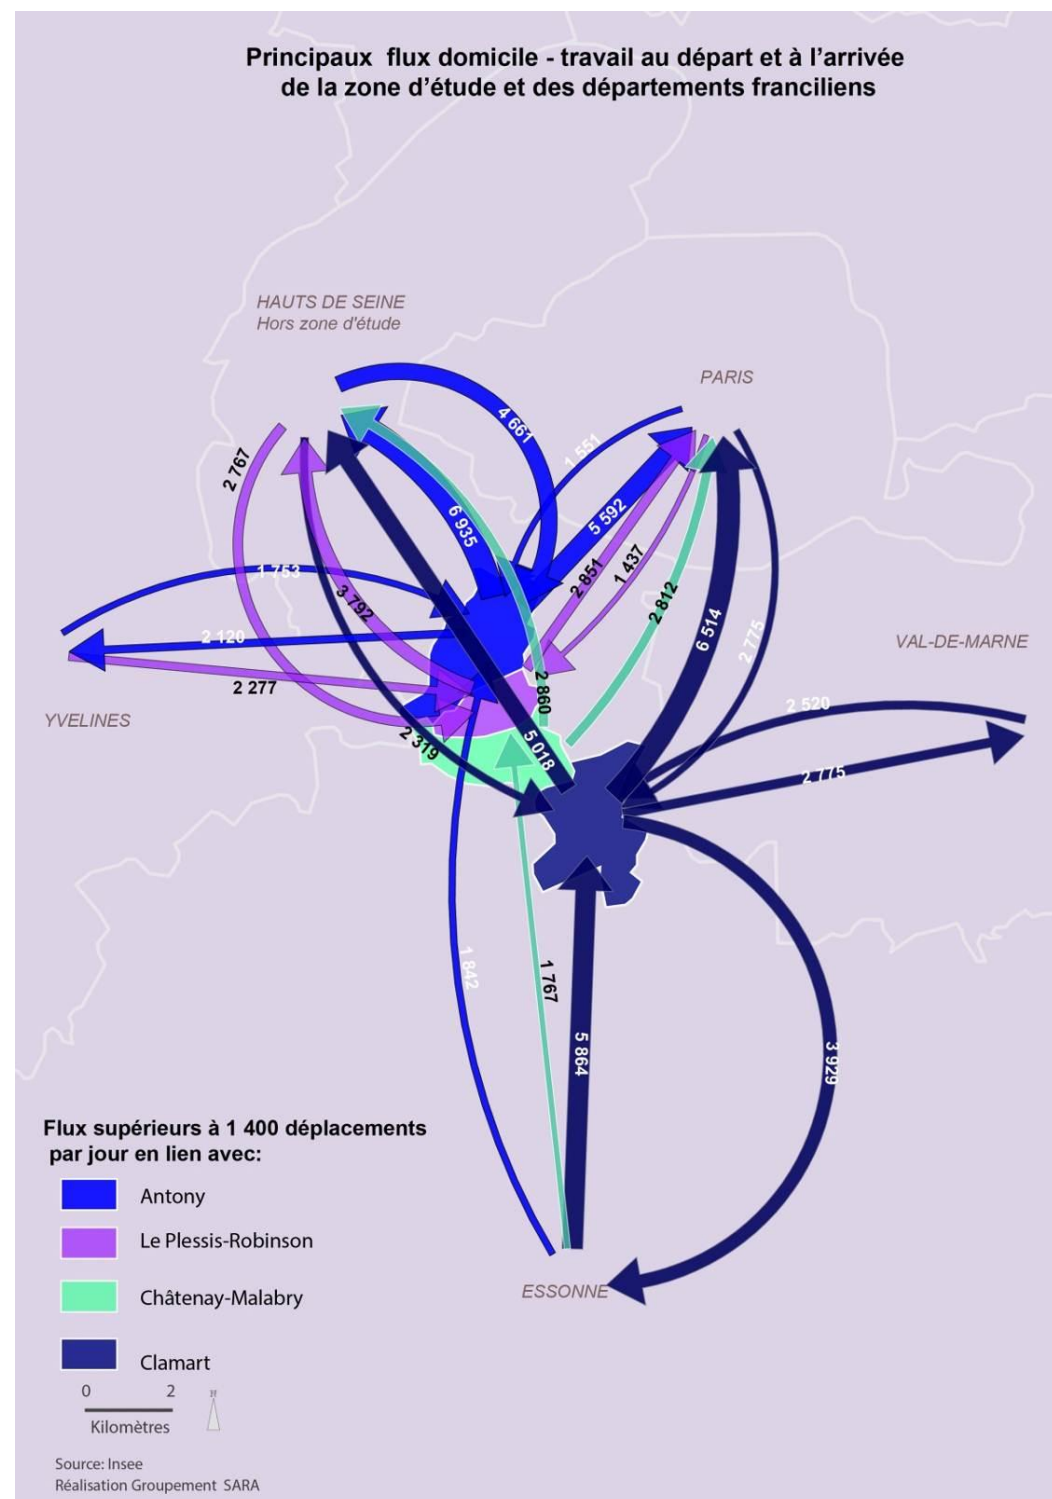 Principaux flux domicile - travail au départ et à l'arrivée
de la zone d'étude et des départements franciliens
HAUTS DE SEINE
Hors zone d'étude
PARIS
4 661
1 551
2 767
6 935
5 592
2 851
1 437
1 753
3 792
2 812
6 514
2 775
2 120
VAL-DE-MARNE
2 277
2 860
YVELINES
2 520
2 319
5 018
2 775
1 842
1 767
5 864
3 929
Flux supérieurs à 1 400 déplacements
par jour en lien avec:
Antony
Le Plessis-Robinson
ESSONNE
Châtenay-Malabry
Clamart
0 2
N
Kilomètres
Source: Insee
Réalisation Groupement SARA